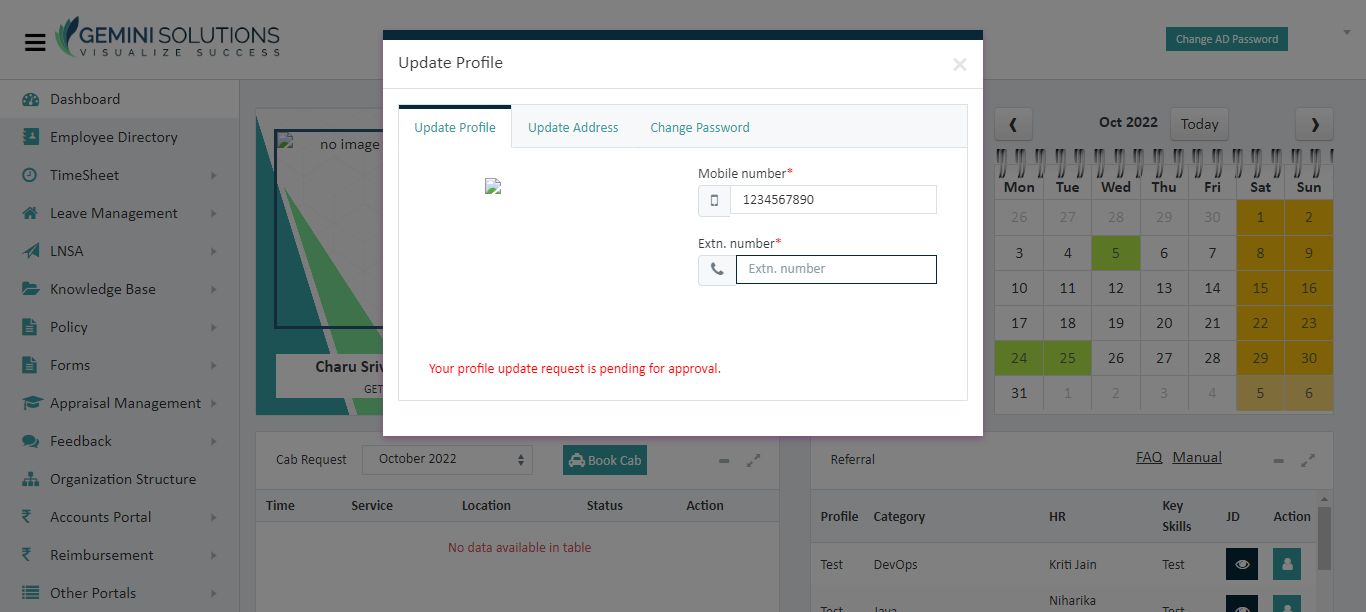 GEMINI SOLUTIONS
VISUALIZE SUCCESS
Change AD Password
Dashboard
Employee Directory
TimeSheet
Leave Management
LNSA
Knowledge Base
Policy
Forms
Appraisal Management
Feedback
Organization Structure
Accounts Portal
Reimbursement
Other Portals
no image
Charu Sriv
GET
Update Profile
×
Update Profile Update Address Change Password
Mobile number*
1234567890
Extn. number*
Extn. number
Your profile update request is pending for approval.
Oct 2022 Today
Mon Tue Wed Thu Fri Sat Sun
26 27 28 29 30 1 2
3 4 5 6 7 8 9
10 11 12 13 14 15 16
17 18 19 20 21 22 23
24 25 26 27 28 29 30
31 1 2 3 4 5 6
Cab Request October 2022 Book Cab
Time Service Location Status Action
No data available in table
Referral FAQ Manual
Profile Category HR Key Skills JD Action
Test DevOps Kriti Jain Test
Test Java Niharika Test